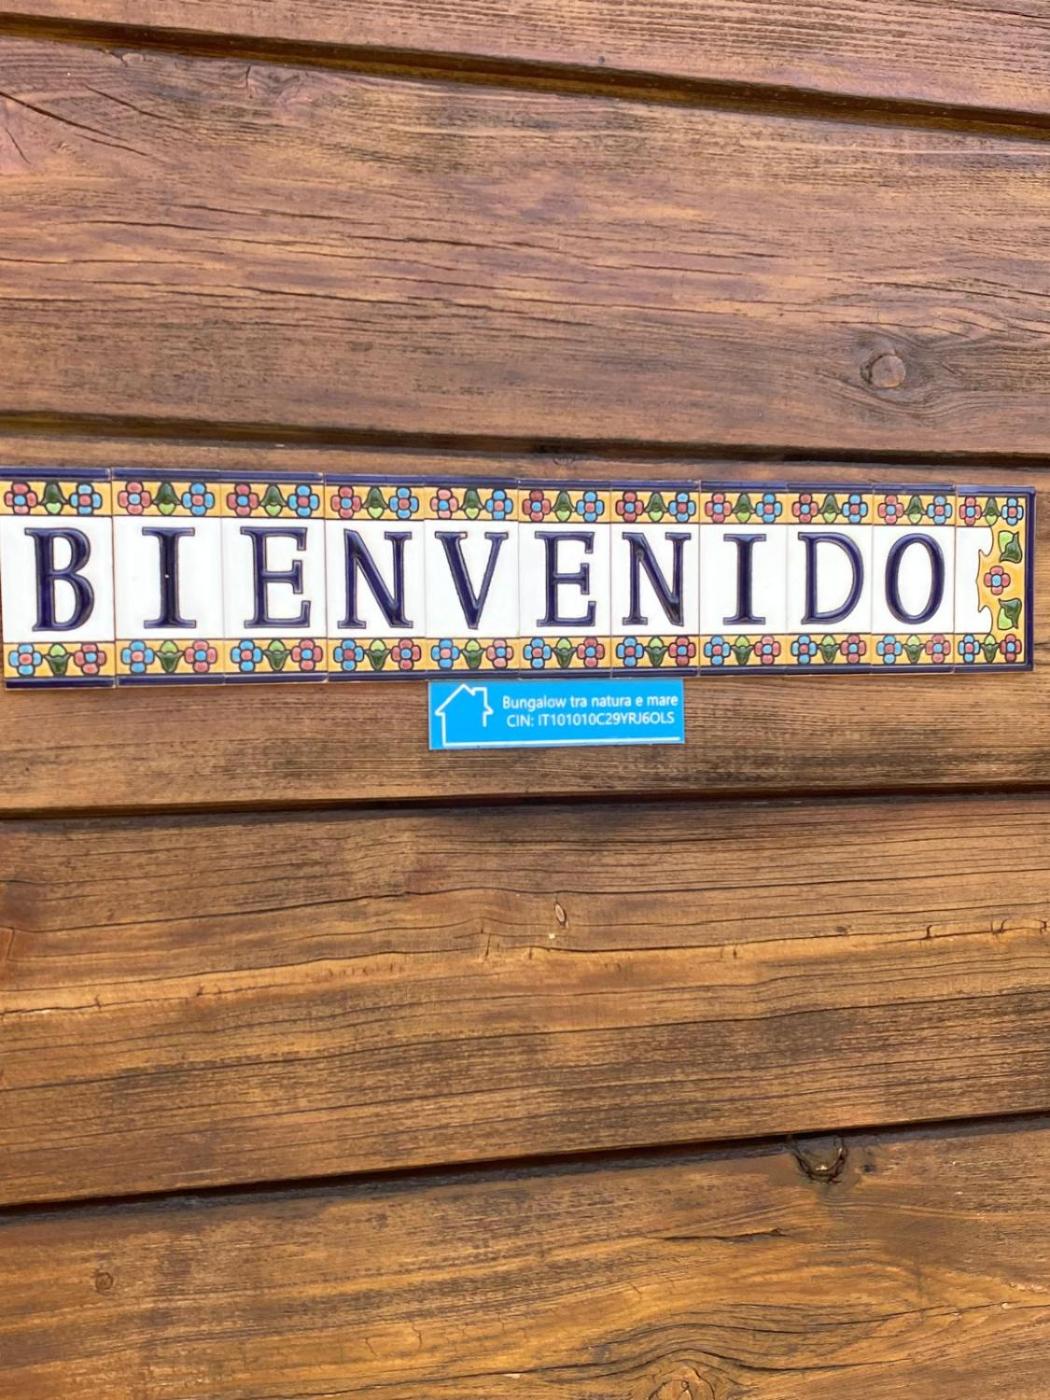 BIENVENIDO
Bungalow tra natura e mare
CIN: IT101010C29YRJ6OLS